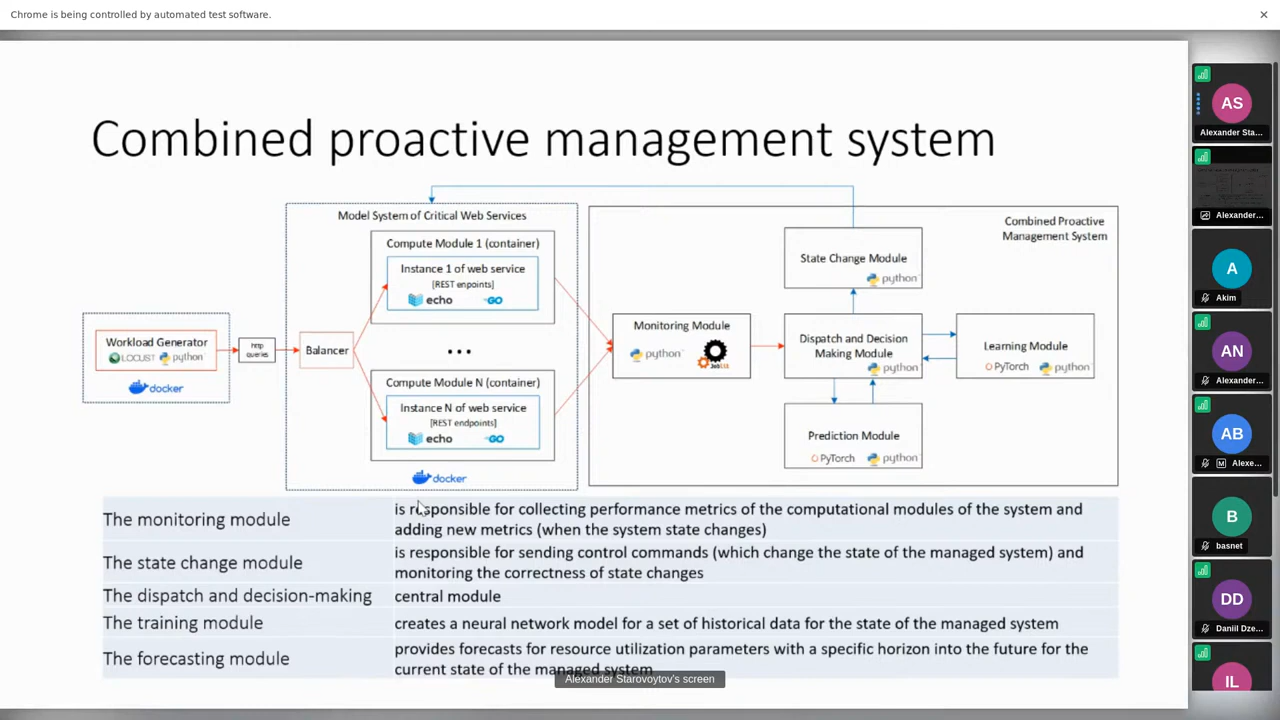 Chrome is being controlled by automated test software.
Combined proactive management system
Model System of Critical Web Services
Compute Module 1 (container)
Instance 1 of web service
[REST enpoints]
echo GO
Workload Generator
LOCUST python
docker
http
queries
Balancer
...
Compute Module N (container)
Instance N of web service
[REST endpoints]
echo GO
docker
Combined Proactive
Management System
State Change Module
python
Monitoring Module
python
Dispatch and Decision
Making Module
python
Learning Module
PyTorch python
Prediction Module
PyTorch python
The monitoring module
is responsible for collecting performance metrics of the computational modules of the system and
adding new metrics (when the system state changes)
The state change module
is responsible for sending control commands (which change the state of the managed system) and
monitoring the correctness of state changes
The dispatch and decision-making
central module
The training module
creates a neural network model for a set of historical data for the state of the managed system
The forecasting module
provides forecasts for resource utilization parameters with a specific horizon into the future for the
current state of the managed system
Alexander Starovoytov's screen
AS
Alexander Sta...
Alexander...
A
Akim
AN
Alexander...
AB
M Alexe...
B
basnet
DD
Daniil Dze...
IL